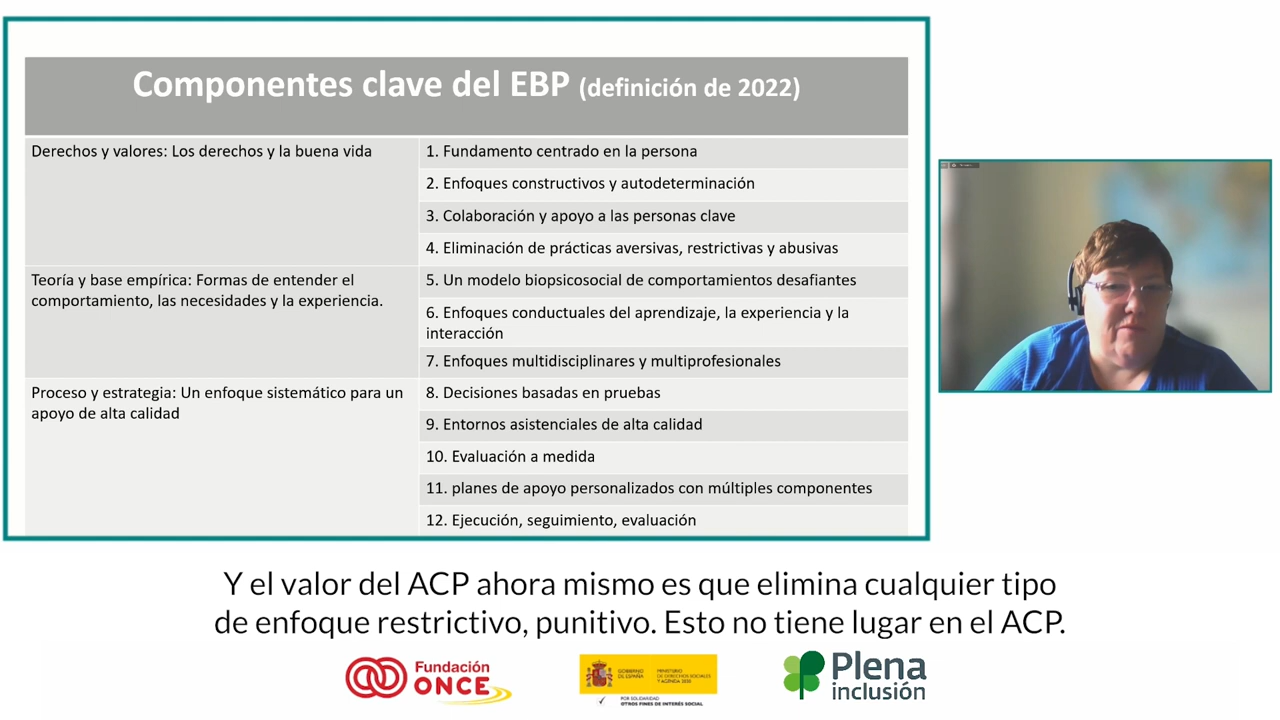 Componentes clave del EBP (definición de 2022)
Derechos y valores: Los derechos y la buena vida
1. Fundamento centrado en la persona
2. Enfoques constructivos y autodeterminación
3. Colaboración y apoyo a las personas clave
4. Eliminación de prácticas aversivas, restrictivas y abusivas
Teoría y base empírica: Formas de entender el
comportamiento, las necesidades y la experiencia.
5. Un modelo biopsicosocial de comportamientos desafiantes
6. Enfoques conductuales del aprendizaje, la experiencia y la
interacción
7. Enfoques multidisciplinares y multiprofesionales
Proceso y estrategia: Un enfoque sistemático para un
apoyo de alta calidad
8. Decisiones basadas en pruebas
9. Entornos asistenciales de alta calidad
10. Evaluación a medida
11. planes de apoyo personalizados con múltiples componentes
12. Ejecución, seguimiento, evaluación
Y el valor del ACP ahora mismo es que elimina cualquier tipo
de enfoque restrictivo, punitivo. Esto no tiene lugar en el ACP.
Fundación
ONCE
GOBIERNO
DE ESPAÑA
MINISTERIO
DE DERECHOS SOCIALES
Y AGENDA 2030
POR SOLIDARIDAD
OTROS FINES DE INTERÉS SOCIAL
Plena
inclusión